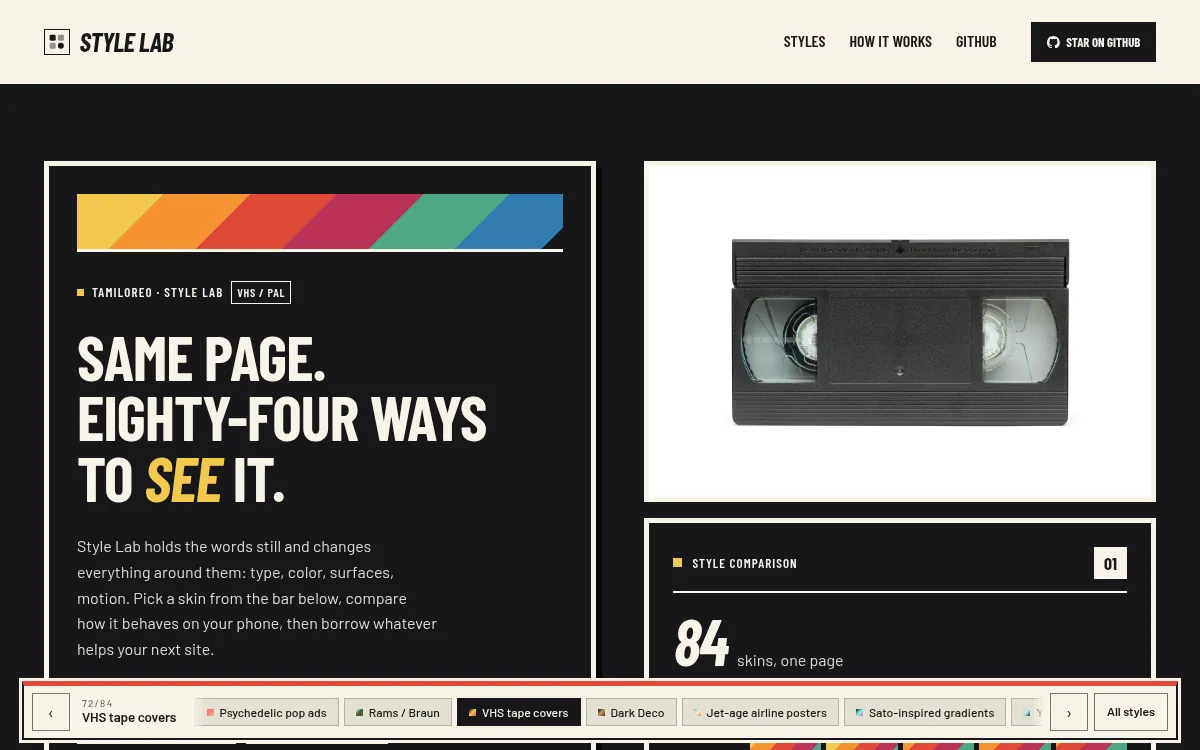 STYLE LAB
STYLES
HOW IT WORKS
GITHUB
STAR ON GITHUB
TAMILOREO · STYLE LAB
VHS / PAL
SAME PAGE.
EIGHTY-FOUR WAYS
TO SEE IT.
Style Lab holds the words still and changes
everything around them: type, color, surfaces,
motion. Pick a skin from the bar below, compare
how it behaves on your phone, then borrow whatever
helps your next site.
STYLE COMPARISON
01
84 skins, one page
‹
72/84
VHS tape covers
Psychedelic pop ads
Rams / Braun
VHS tape covers
Dark Deco
Jet-age airline posters
Sato-inspired gradients
›
All styles